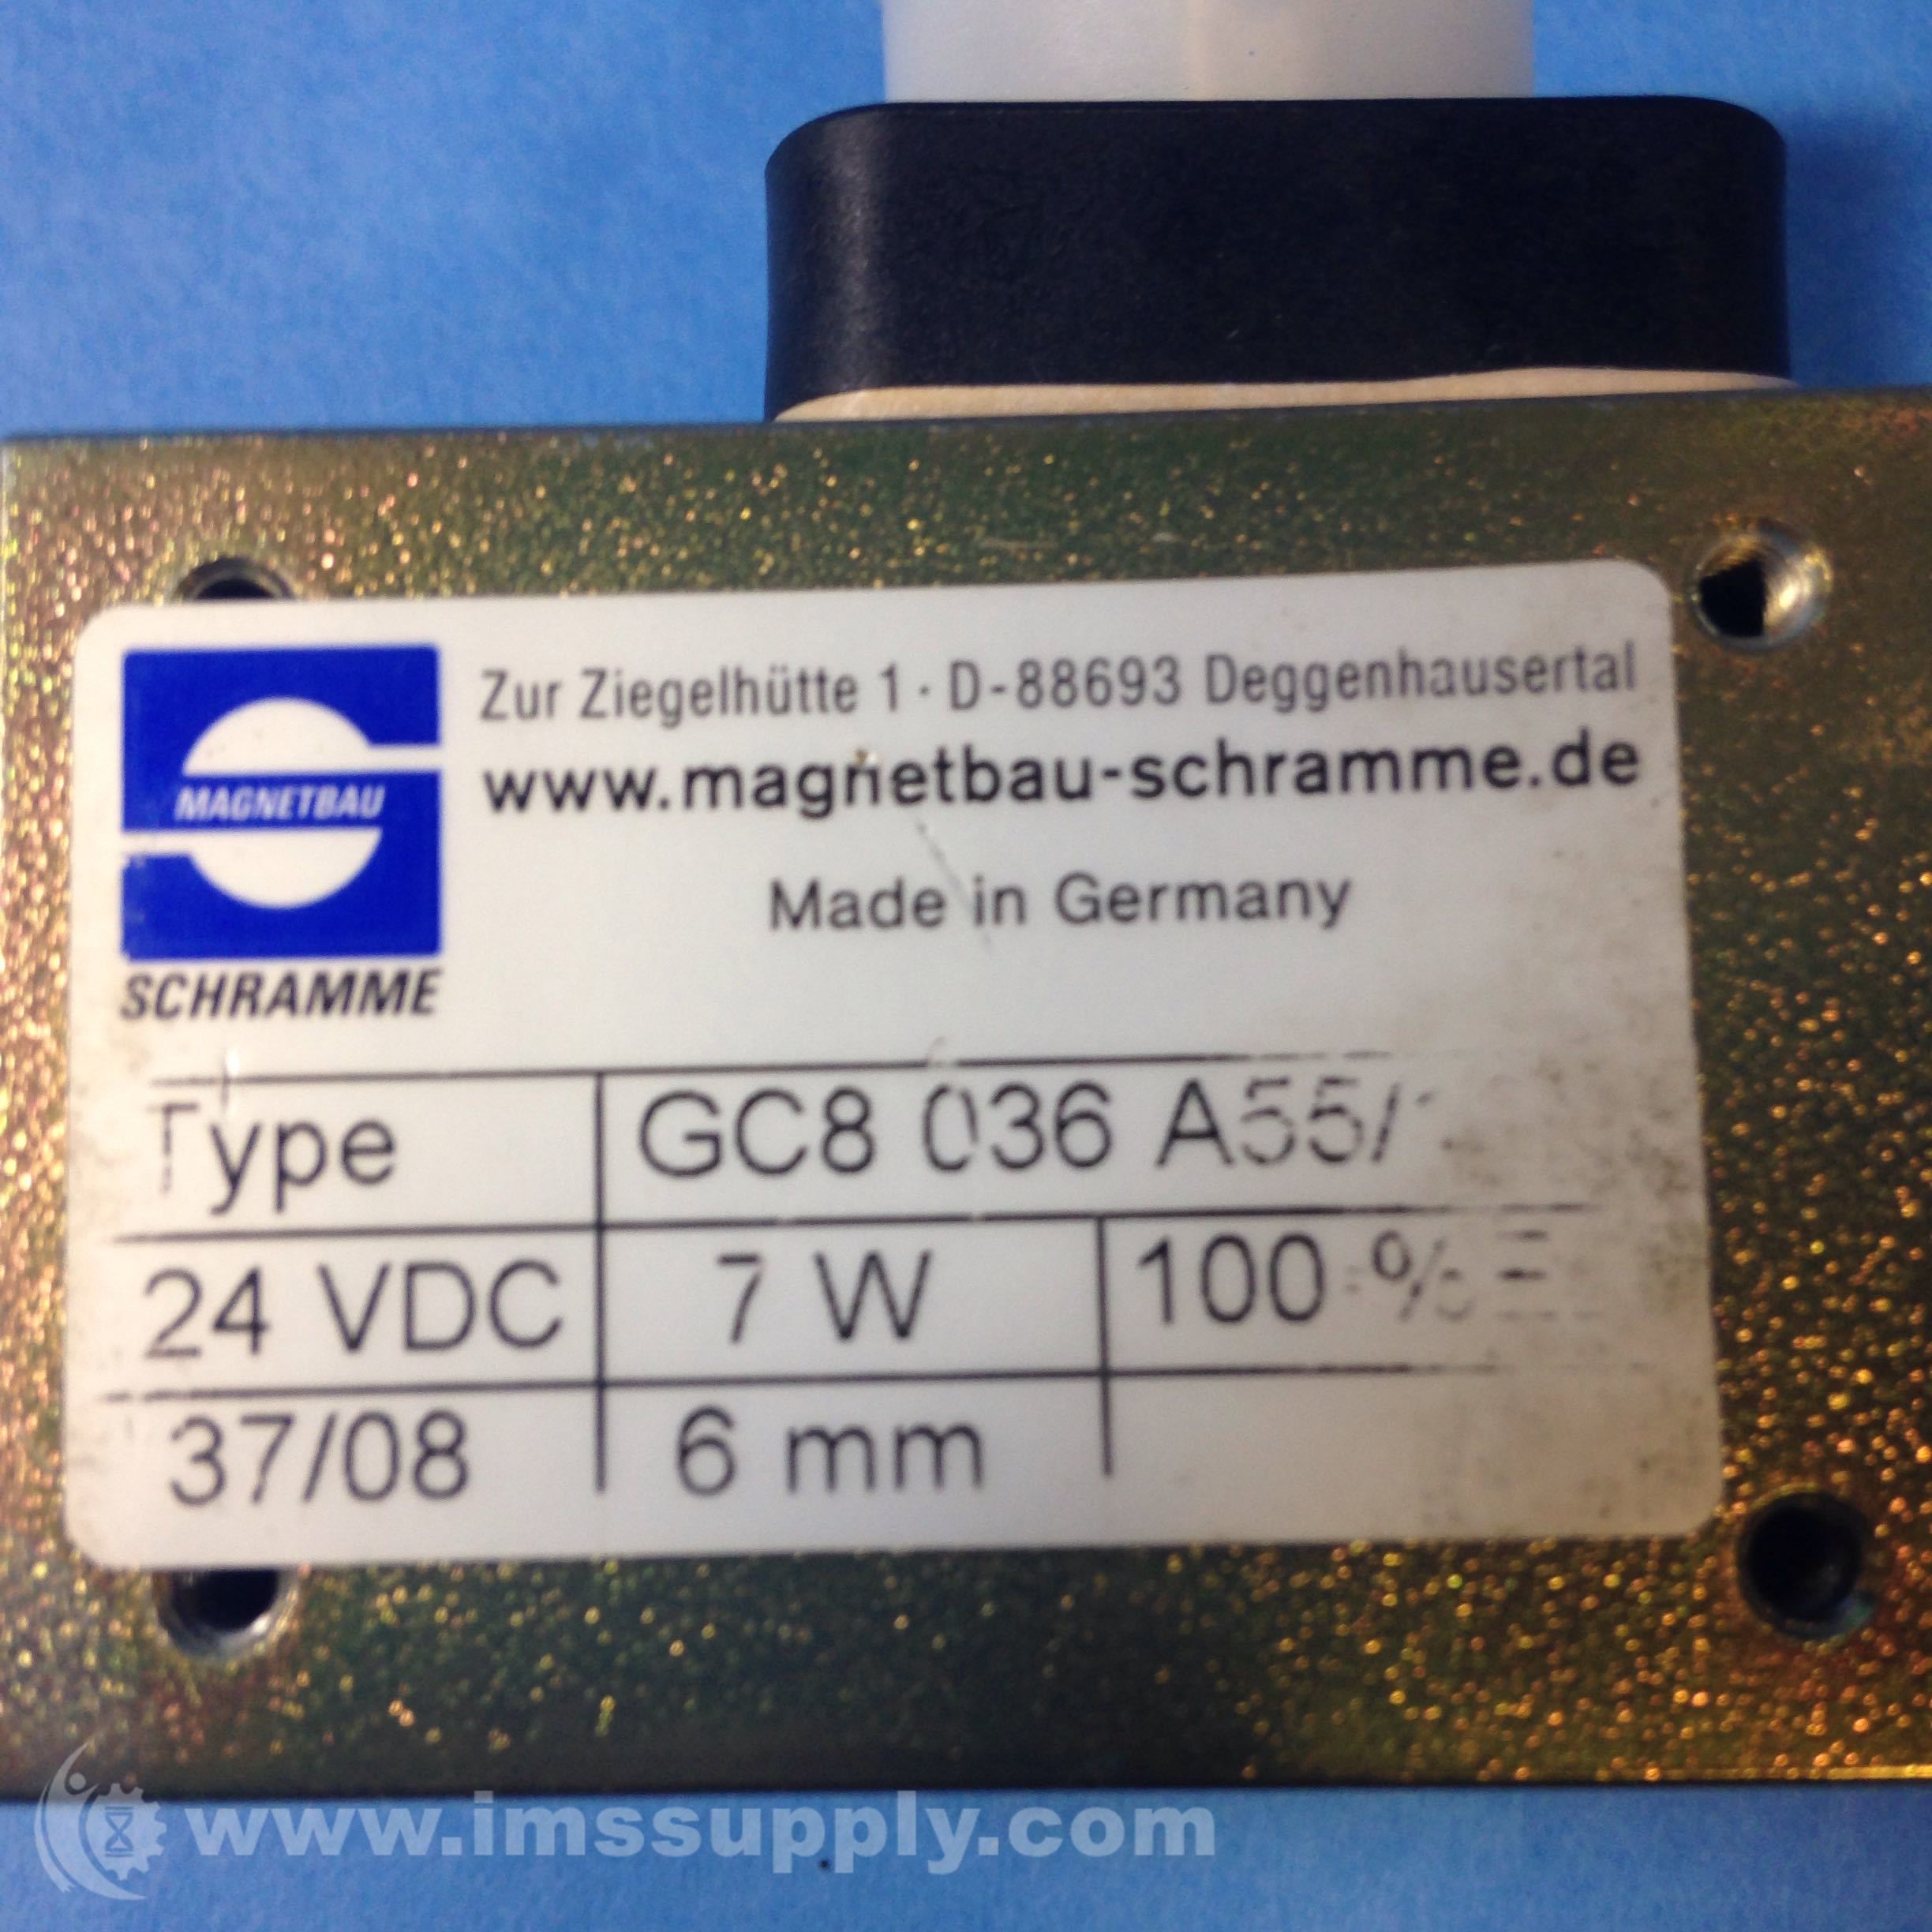 Zur Ziegelhütte 1 · D-88693 Deggenhausertal
www.magnetbau-schramme.de
MAGNETBAU
Made in Germany
SCHRAMME
Type GC8 036 A55/
24 VDC 7 W 100 %
37/08 6 mm
www.imssupply.com